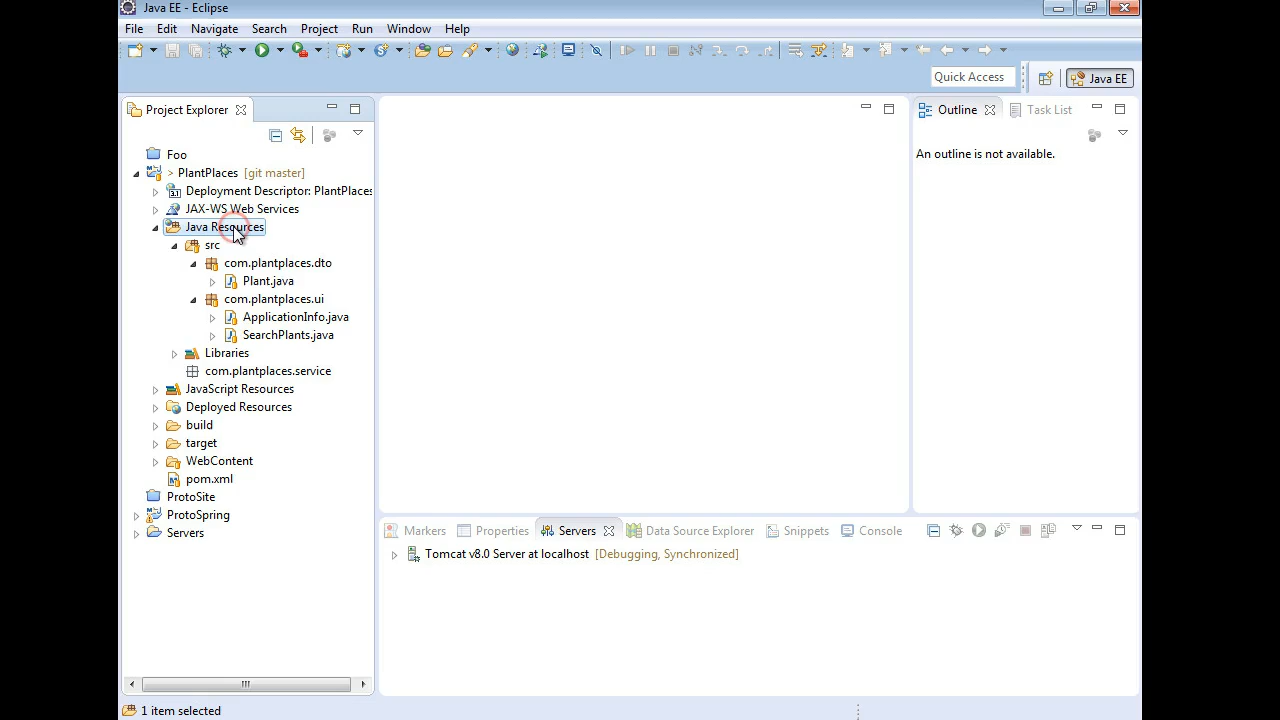 Java EE - Eclipse
File Edit Navigate Search Project Run Window Help
Quick Access
Java EE
Project Explorer
Foo
> PlantPlaces [git master]
Deployment Descriptor: PlantPlaces
JAX-WS Web Services
Java Resources
src
com.plantplaces.dto
Plant.java
com.plantplaces.ui
ApplicationInfo.java
SearchPlants.java
Libraries
com.plantplaces.service
JavaScript Resources
Deployed Resources
build
target
WebContent
pom.xml
ProtoSite
ProtoSpring
Servers
Outline Task List
An outline is not available.
Markers Properties Servers Data Source Explorer Snippets Console
Tomcat v8.0 Server at localhost [Debugging, Synchronized]
1 item selected